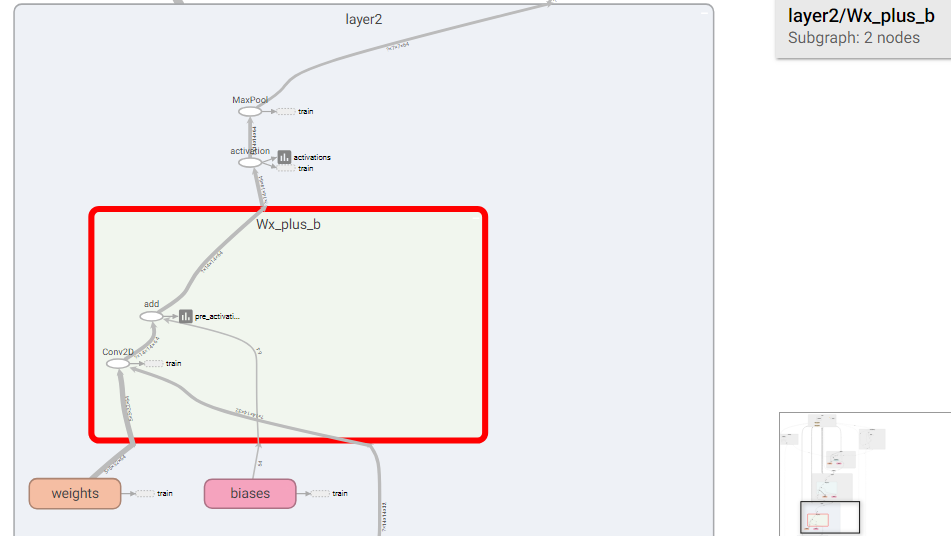 layer2
layer2/Wx_plus_b
Subgraph: 2 nodes
MaxPool
train
activation
activations
train
Wx_plus_b
add
pre_activati...
Conv2D
train
weights
train
biases
train